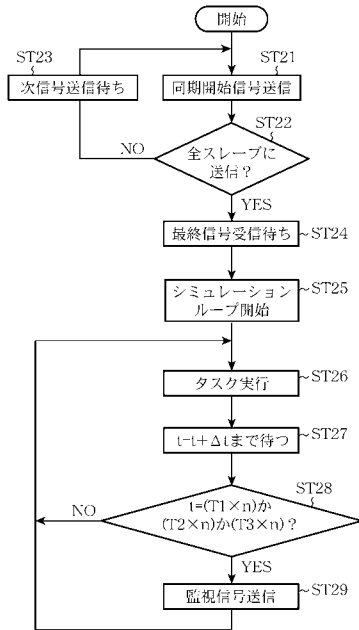 開始
ST23
ST21
次信号送信待ち
同期開始信号送信
ST22
NO
全スレーブに
送信?
YES
最終信号受信待ち
ST24
シミュレーション
ループ開始
ST25
タスク実行
ST26
t=t+Δtまで待つ
ST27
ST28
NO
t=(T1×n)か
(T2×n)か(T3×n)?
YES
監視信号送信
ST29